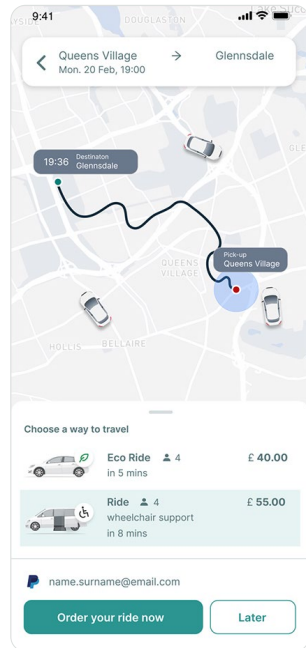 9:41
DOUGLASTON
Queens Village → Glennsdale
Mon. 20 Feb, 19:00
19:36 Destinaton
Glennsdale
Pick-up
Queens Village
QUEENS
VILLAGE
HOLLIS
BELLAIRE
Choose a way to travel
Eco Ride 4 £ 40.00
in 5 mins
Ride 4 £ 55.00
wheelchair support
in 8 mins
name.surname@email.com
Order your ride now
Later